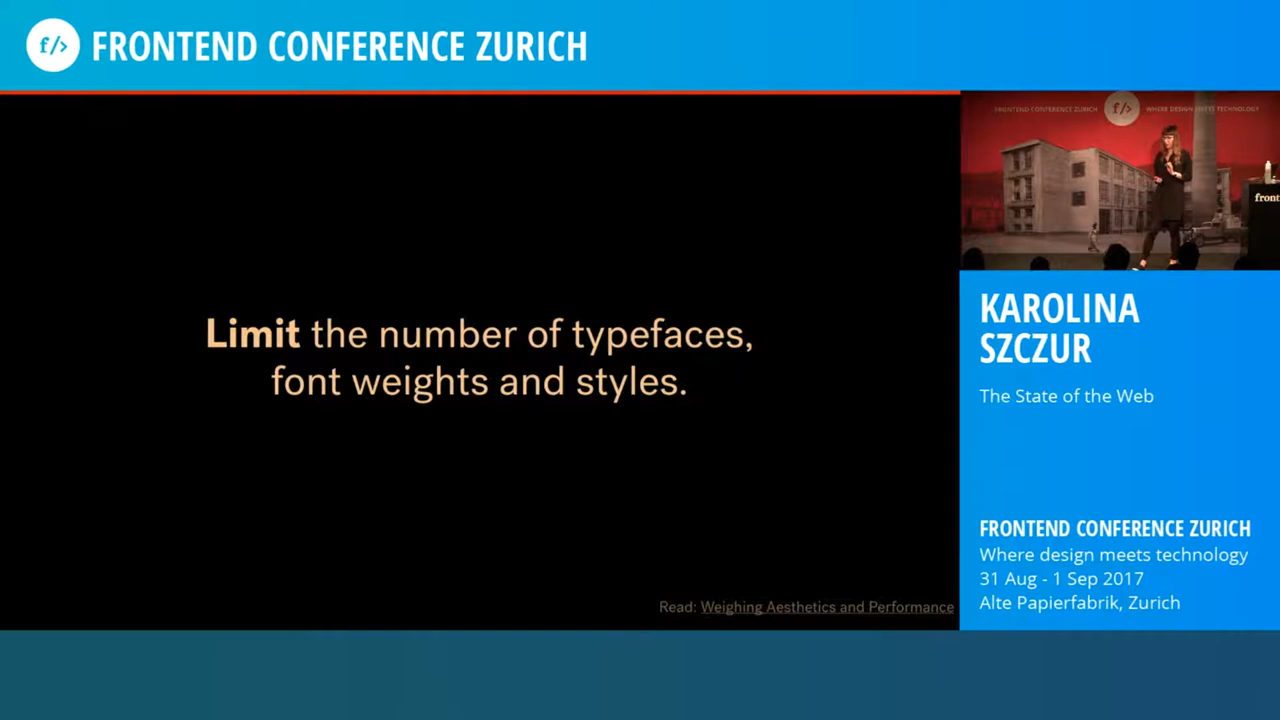 f/>
FRONTEND CONFERENCE ZURICH
Limit the number of typefaces,
font weights and styles.
Read: Weighing Aesthetics and Performance
FRONTEND CONFERENCE ZURICH
f/>
WHERE DESIGN MEETS TECHNOLOGY
front
KAROLINA
SZCZUR
The State of the Web
FRONTEND CONFERENCE ZURICH
Where design meets technology
31 Aug - 1 Sep 2017
Alte Papierfabrik, Zurich